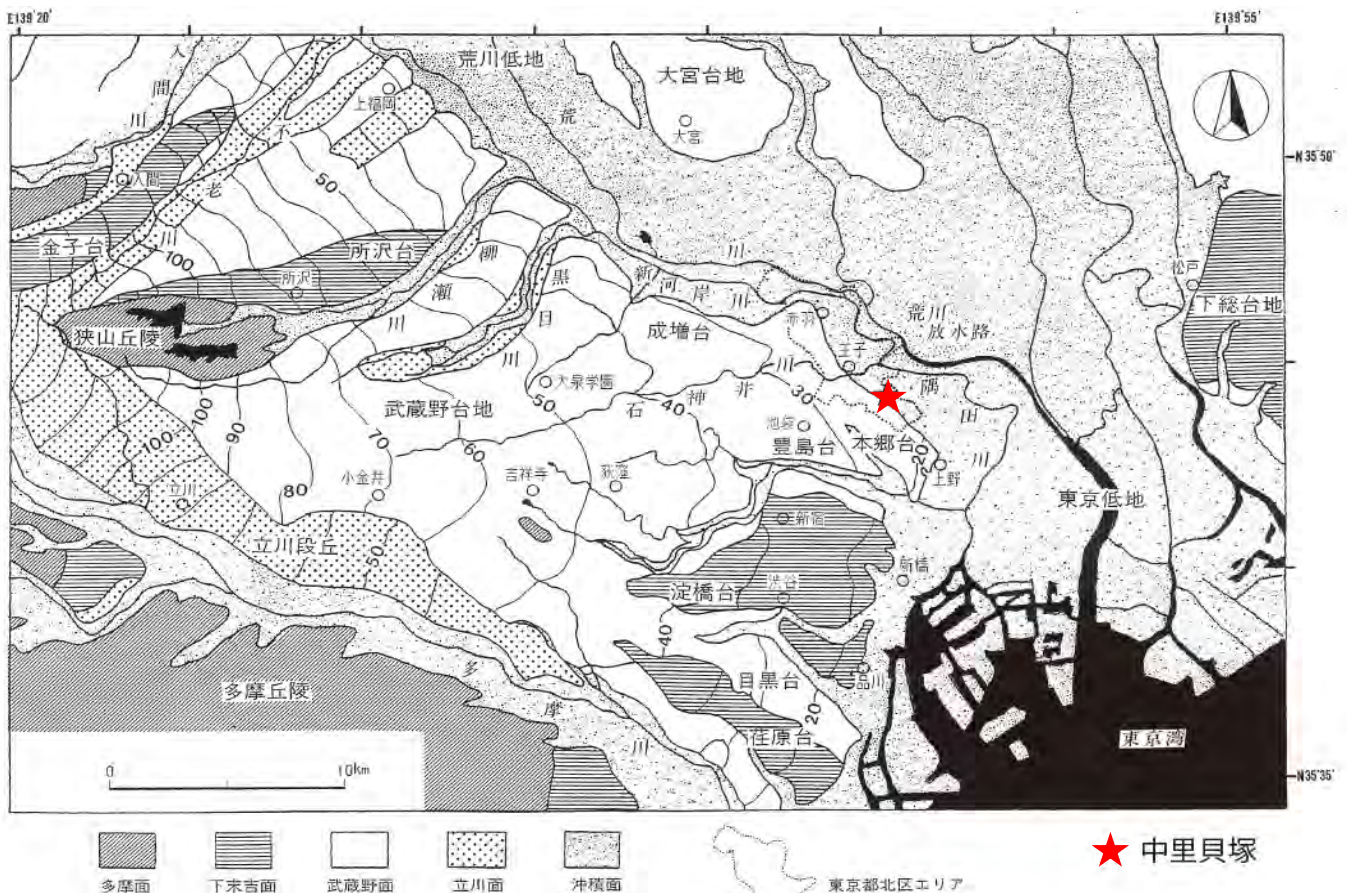 E139°20'
E139°55'
荒川低地
大宮台地
間
川
上福岡
荒
大宮
N35°50'
入間
老
川
50
金子台
100
所沢台
所沢
柳
瀬
川
黒
目
川
新
河
岸
川
川
松戸
下総台地
狭山丘陵
成増台
赤羽
荒川
放水路
王子
大泉学園
50
石
神
井
川
40
30
隅
田
川
武蔵野台地
池袋
豊島台
本郷台
20
上野
100
100
90
70
60
80
小金井
吉祥寺
荻窪
東京低地
立川
立川段丘
50
新宿
新橋
淀橋台
渋谷
40
多摩丘陵
多
摩
川
目黒台
20
品川
荏原台
東京湾
0
10km
N35°35'
多摩面
下末吉面
武蔵野面
立川面
沖積面
東京都北区エリア
中里貝塚